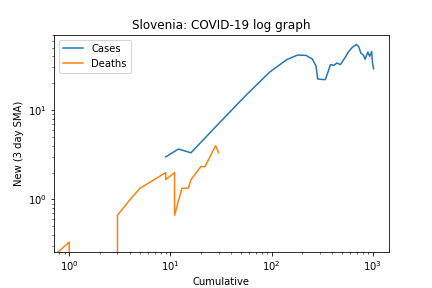 Slovenia: COVID-19 log graph
Cases
Deaths
New (3 day SMA)
10¹
10⁰
10⁰
10¹
10²
10³
Cumulative